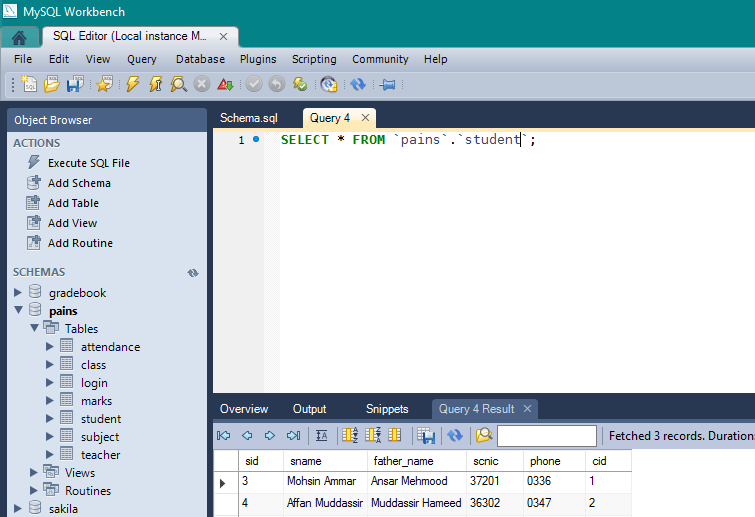 MySQL Workbench
SQL Editor (Local instance M...
File Edit View Query Database Plugins Scripting Community Help
Object Browser
ACTIONS
Execute SQL File
Add Schema
Add Table
Add View
Add Routine
SCHEMAS
gradebook
pains
Tables
attendance
class
login
marks
student
subject
teacher
Views
Routines
sakila
Schema.sql Query 4
1 SELECT * FROM `pains`.`student`;
Overview Output Snippets Query 4 Result
Fetched 3 records. Duration:
sid sname father_name scnic phone cid
3 Mohsin Ammar Ansar Mehmood 37201 0336 1
4 Affan Muddassir Muddassir Hameed 36302 0347 2